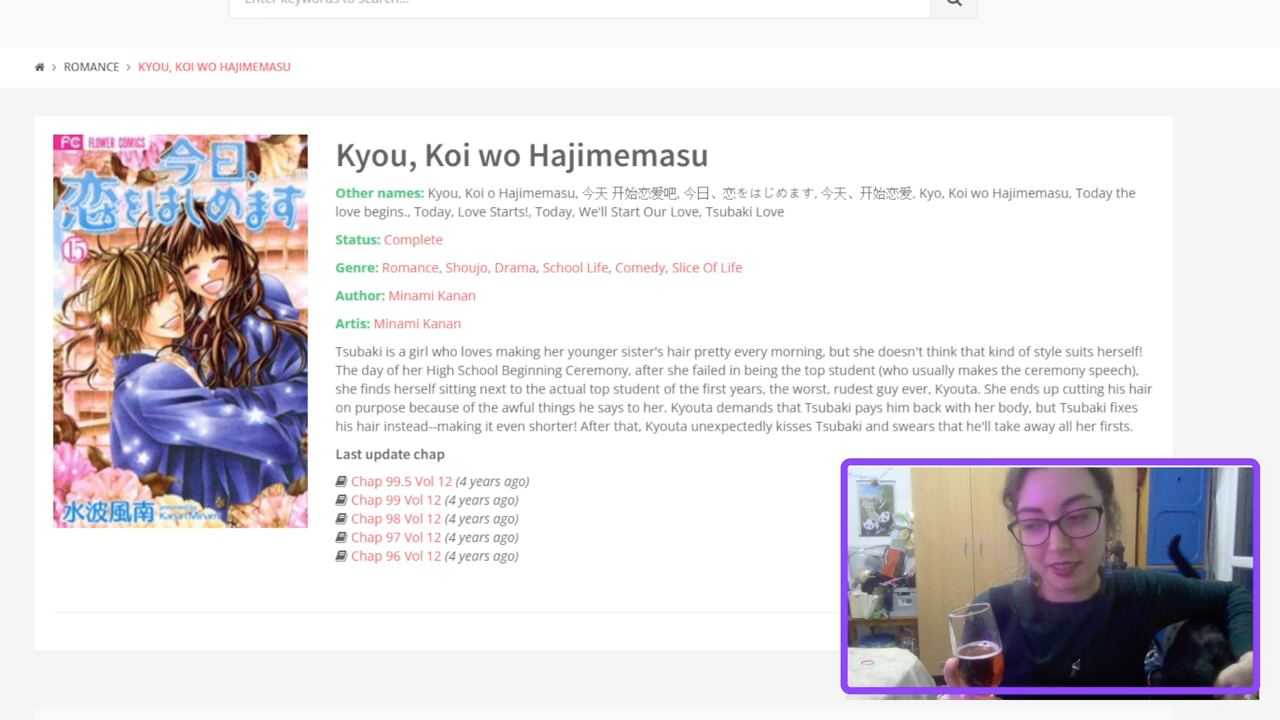 Enter keywords to search...
ROMANCE > KYOU, KOI WO HAJIMEMASU
FC FLOWER COMICS
今日、
恋をはじめます
15
水波風南
Kyou, Koi wo Hajimemasu
Other names: Kyou, Koi o Hajimemasu, 今天 开始恋爱吧, 今日、恋をはじめます, 今天、开始恋爱, Kyo, Koi wo Hajimemasu, Today the
love begins., Today, Love Starts!, Today, We'll Start Our Love, Tsubaki Love
Status: Complete
Genre: Romance, Shoujo, Drama, School Life, Comedy, Slice Of Life
Author: Minami Kanan
Artis: Minami Kanan
Tsubaki is a girl who loves making her younger sister's hair pretty every morning, but she doesn't think that kind of style suits herself!
The day of her High School Beginning Ceremony, after she failed in being the top student (who usually makes the ceremony speech),
she finds herself sitting next to the actual top student of the first years, the worst, rudest guy ever, Kyouta. She ends up cutting his hair
on purpose because of the awful things he says to her. Kyouta demands that Tsubaki pays him back with her body, but Tsubaki fixes
his hair instead--making it even shorter! After that, Kyouta unexpectedly kisses Tsubaki and swears that he'll take away all her firsts.
Last update chap
Chap 99.5 Vol 12 (4 years ago)
Chap 99 Vol 12 (4 years ago)
Chap 98 Vol 12 (4 years ago)
Chap 97 Vol 12 (4 years ago)
Chap 96 Vol 12 (4 years ago)